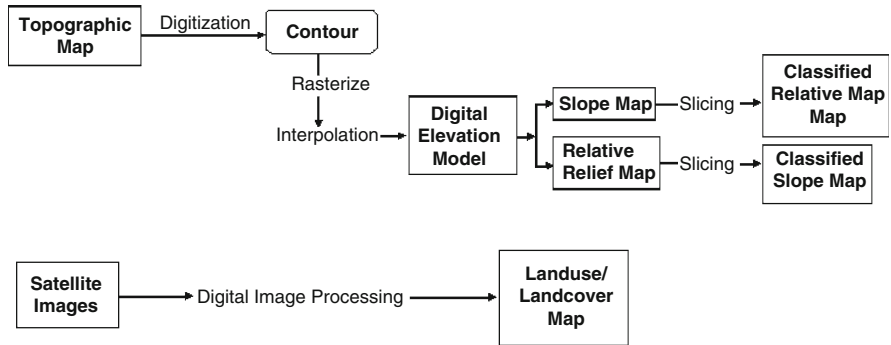 Topographic
Map
Digitization
Contour
Rasterize
Interpolation
Digital
Elevation
Model
Slope Map
Slicing
Classified
Relative Map
Map
Relative
Relief Map
Slicing
Classified
Slope Map
Satellite
Images
Digital Image Processing
Landuse/
Landcover
Map